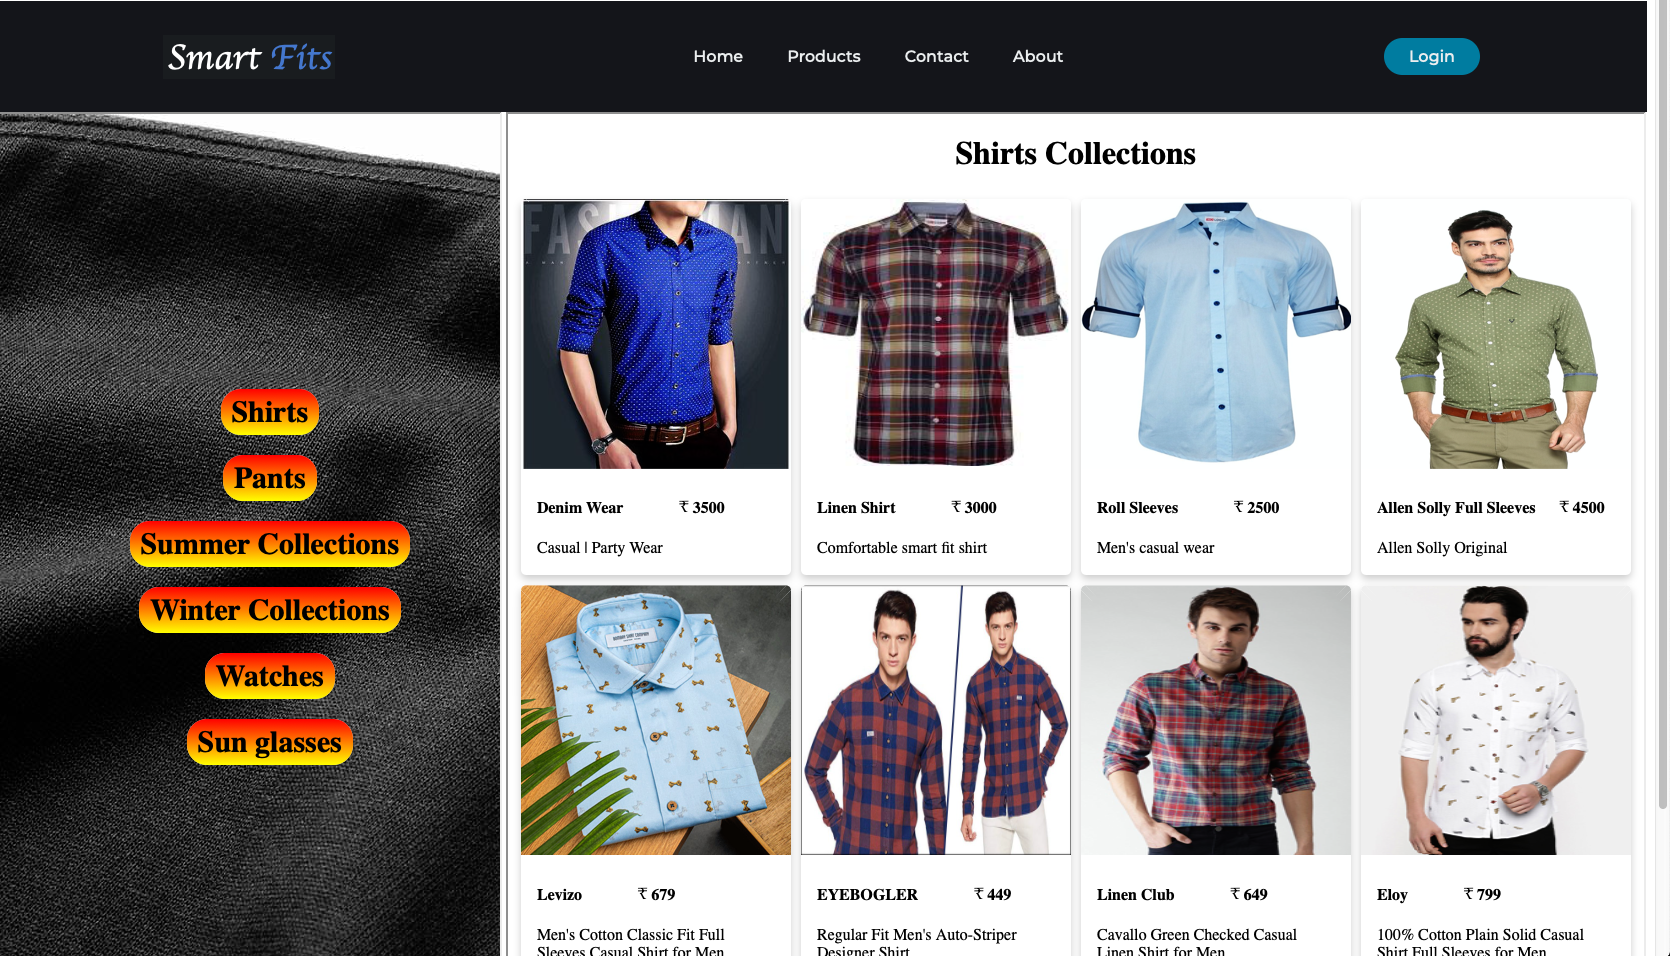 Smart Fits
Home
Products
Contact
About
Login
Shirts
Pants
Summer Collections
Winter Collections
Watches
Sun glasses
Shirts Collections
Denim Wear ₹ 3500
Casual | Party Wear
Linen Shirt ₹ 3000
Comfortable smart fit shirt
Roll Sleeves ₹ 2500
Men's casual wear
Allen Solly Full Sleeves ₹ 4500
Allen Solly Original
Levizo ₹ 679
Men's Cotton Classic Fit Full
Sleeves Casual Shirt for Men
EYEBOGLER ₹ 449
Regular Fit Men's Auto-Striper
Designer Shirt
Linen Club ₹ 649
Cavallo Green Checked Casual
Linen Shirt for Men
Eloy ₹ 799
100% Cotton Plain Solid Casual
Shirt Full Sleeves for Men